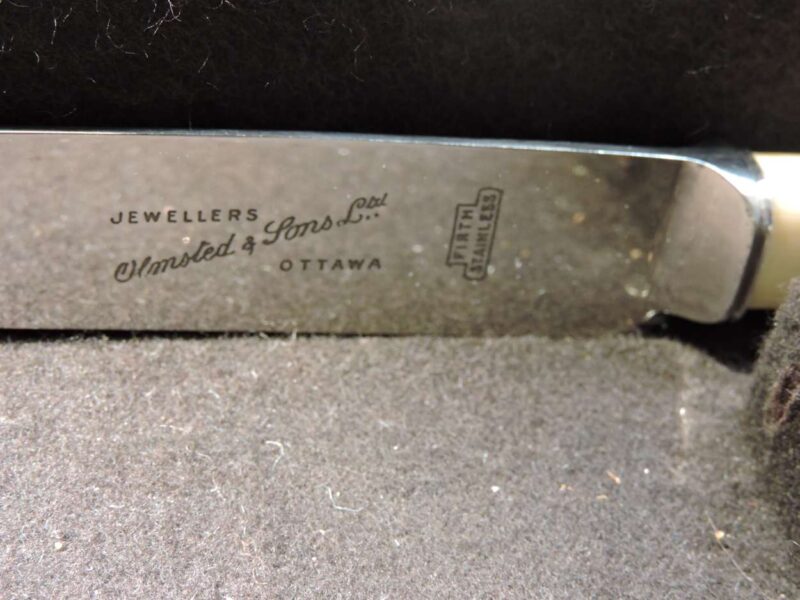 JEWELLERS
Olmsted & Sons Ltd.
OTTAWA
FIRTH
STAINLESS